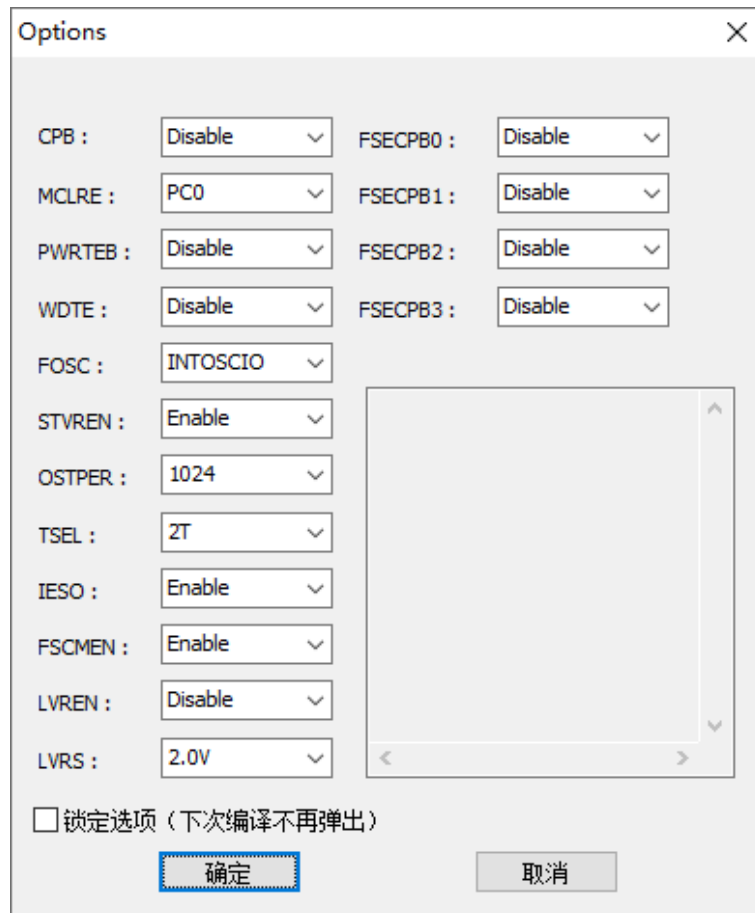 Options
CPB : Disable FSECPB0 : Disable
MCLRE : PC0 FSECPB1 : Disable
PWRTEB : Disable FSECPB2 : Disable
WDTE : Disable FSECPB3 : Disable
FOSC : INTOSCIO
STVREN : Enable
OSTPER : 1024
TSEL : 2T
IESO : Enable
FSCMEN : Enable
LVREN : Disable
LVRS : 2.0V
锁定选项（下次编译不再弹出）
确定 取消